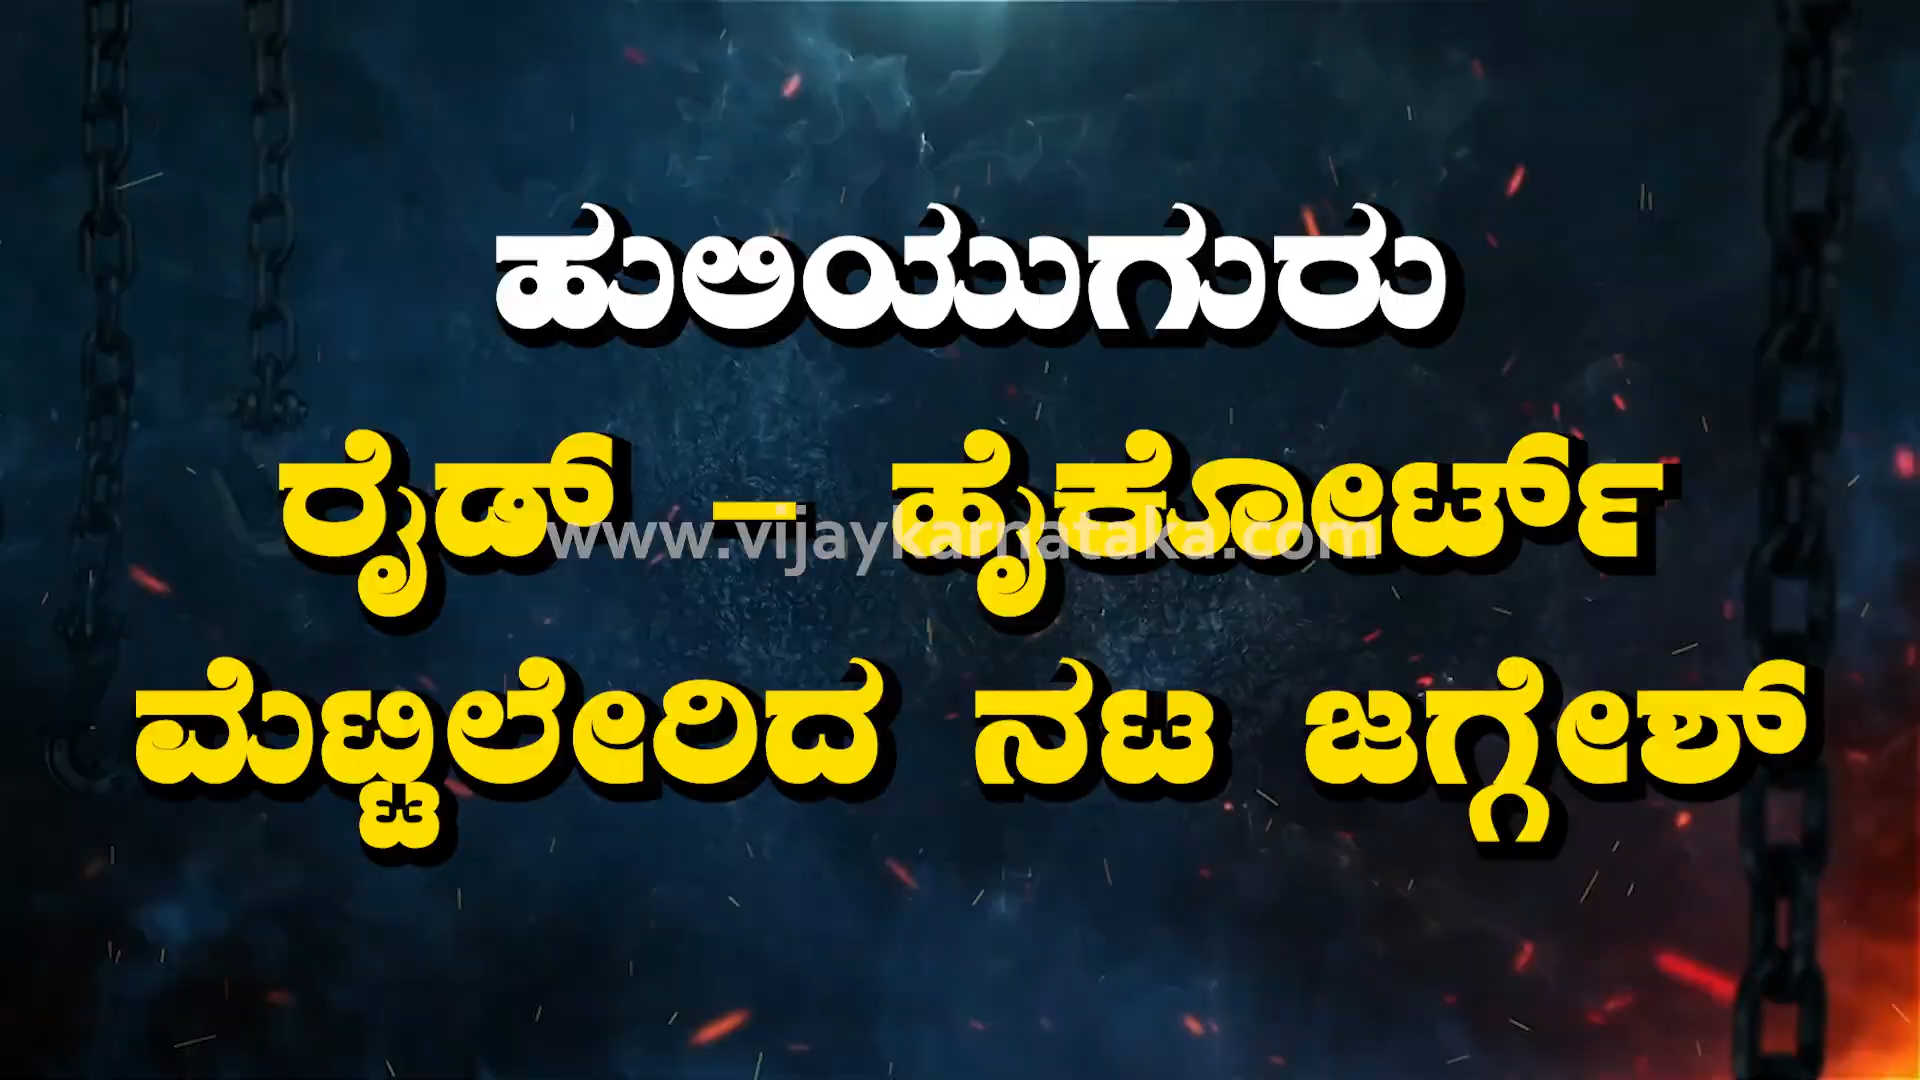 ಹುಲಿಯುಗುರು
ರೈಡ್ – ಹೈಕೋರ್ಟ್
www.vijaykarnataka.com
ಮೆಟ್ಟಿಲೇರಿದ ನಟ ಜಗ್ಗೇಶ್